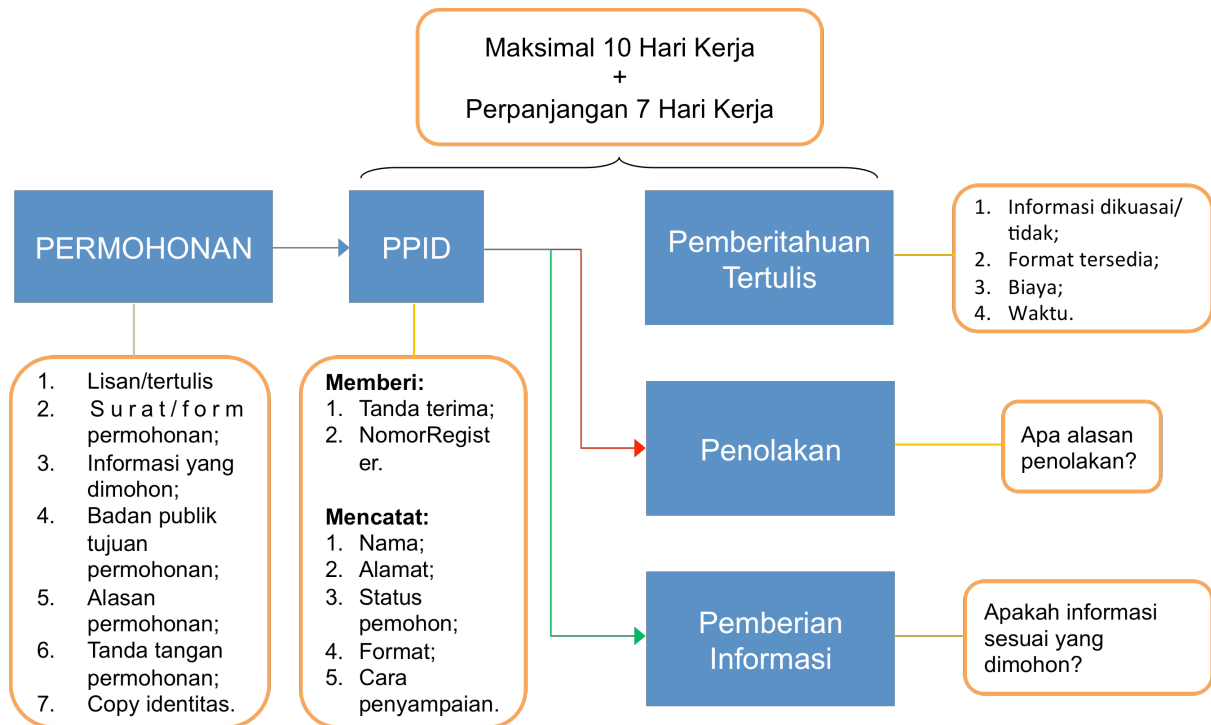 Maksimal 10 Hari Kerja
+
Perpanjangan 7 Hari Kerja
PERMOHONAN
PPID
Pemberitahuan
Tertulis
1. Informasi dikuasai/
tidak;
2. Format tersedia;
3. Biaya;
4. Waktu.
1. Lisan/tertulis
2. Surat/form
permohonan;
3. Informasi yang
dimohon;
4. Badan publik
tujuan
permohonan;
5. Alasan
permohonan;
6. Tanda tangan
permohonan;
7. Copy identitas.
Memberi:
1. Tanda terima;
2. NomorRegist
er.
Mencatat:
1. Nama;
2. Alamat;
3. Status
pemohon;
4. Format;
5. Cara
penyampaian.
Penolakan
Apa alasan
penolakan?
Pemberian
Informasi
Apakah informasi
sesuai yang
dimohon?